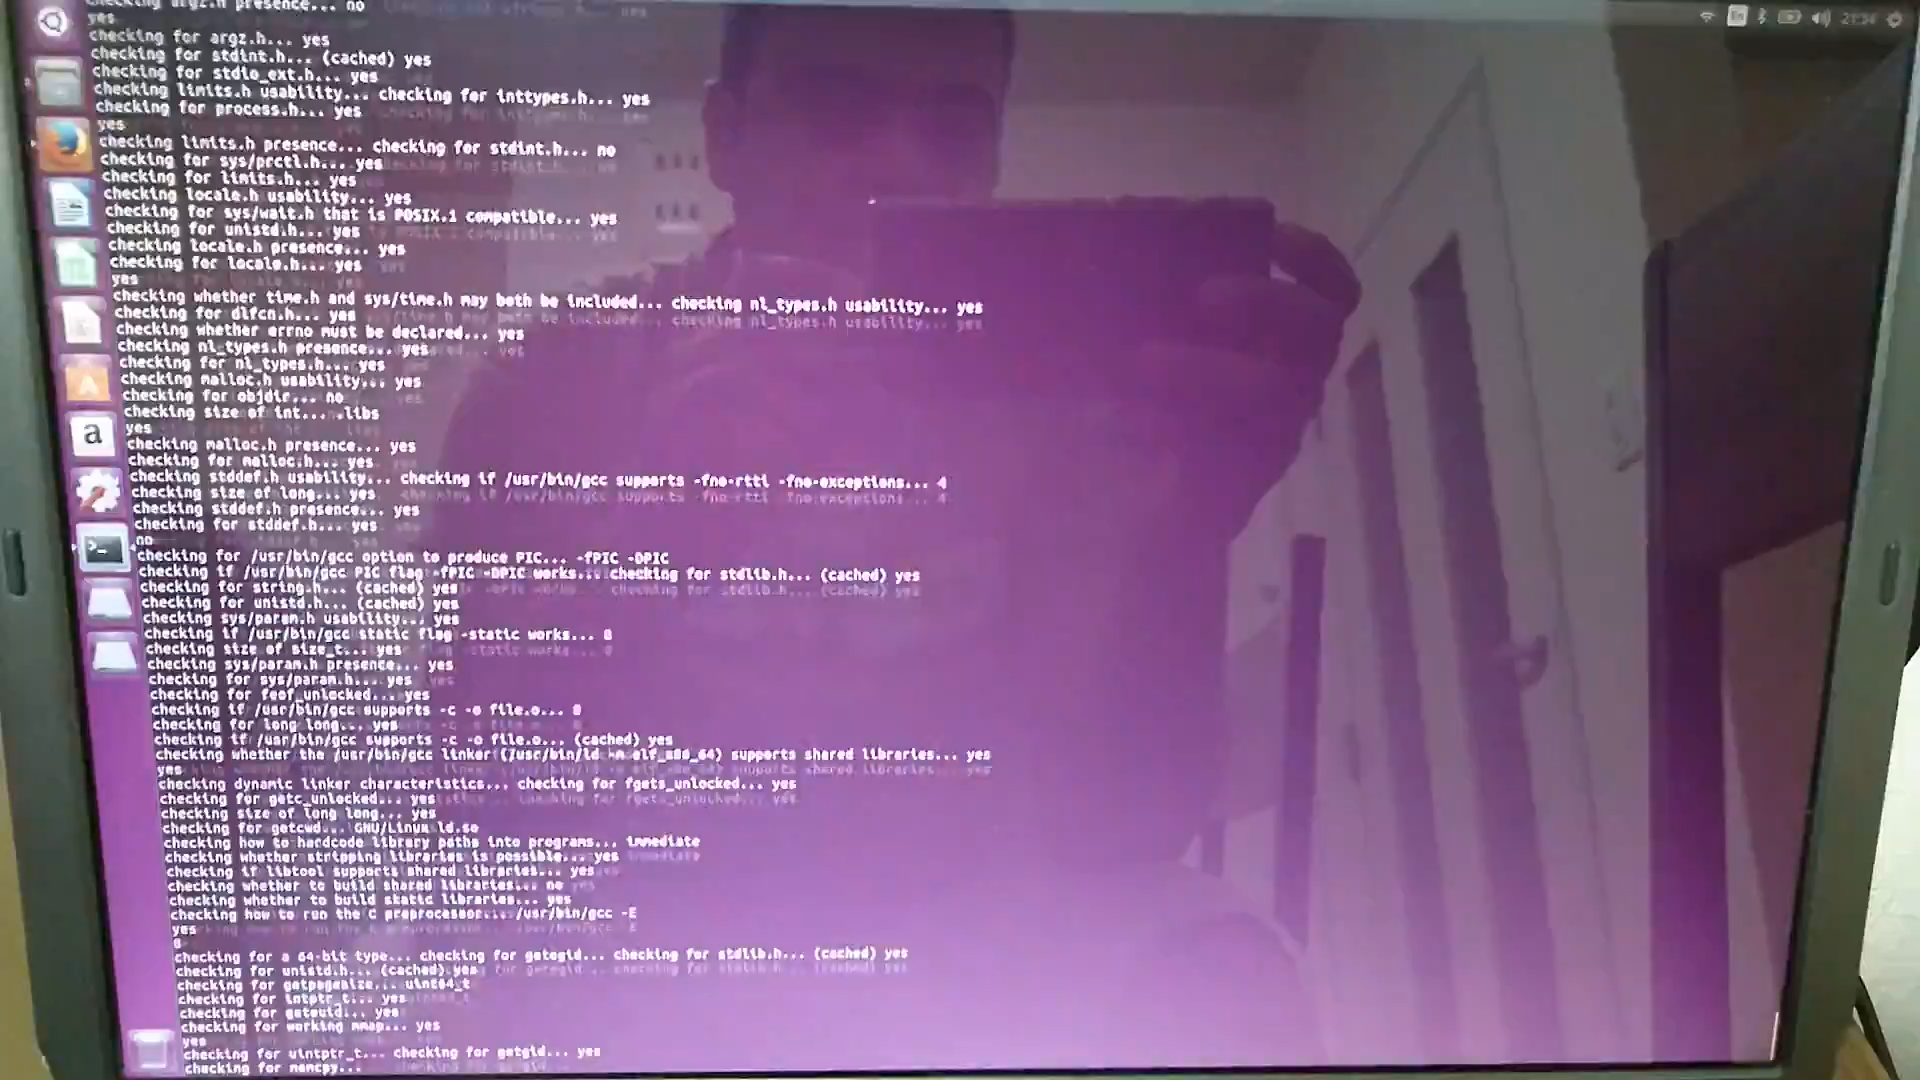 checking argz.h presence... no
yes
checking for argz.h... yes
checking for stdint.h... (cached) yes
checking for stdio_ext.h... yes
checking limits.h usability... checking for inttypes.h... yes
checking for process.h... yes
yes
checking limits.h presence... checking for stdint.h... no
checking for sys/prctl.h... yes
checking for limits.h... yes
checking locale.h usability... yes
checking for sys/wait.h that is POSIX.1 compatible... yes
checking for unistd.h... yes
checking locale.h presence... yes
checking for locale.h... yes
yes
checking whether time.h and sys/time.h may both be included... checking nl_types.h usability... yes
checking for dlfcn.h... yes
checking whether errno must be declared... yes
checking nl_types.h presence... yes
checking for nl_types.h... yes
checking malloc.h usability... yes
checking for objdir... no
checking size of int... .libs
yes
checking malloc.h presence... yes
checking for malloc.h... yes
checking stddef.h usability... checking if /usr/bin/gcc supports -fno-rtti -fno-exceptions... 4
checking size of long... yes
checking stddef.h presence... yes
checking for stddef.h... yes
no
checking for /usr/bin/gcc option to produce PIC... -fPIC -DPIC
checking if /usr/bin/gcc PIC flag -fPIC -DPIC works... checking for stdlib.h... (cached) yes
checking for string.h... (cached) yes
checking for unistd.h... (cached) yes
checking sys/param.h usability... yes
checking if /usr/bin/gcc static flag -static works... 8
checking size of size_t... yes
checking sys/param.h presence... yes
checking for sys/param.h... yes
checking for feof_unlocked... yes
checking if /usr/bin/gcc supports -c -o file.o... 8
checking for long long... yes
checking if /usr/bin/gcc supports -c -o file.o... (cached) yes
checking whether the /usr/bin/gcc linker (/usr/bin/ld -m elf_x86_64) supports shared libraries... yes
yes
checking dynamic linker characteristics... checking for fgets_unlocked... yes
checking for getc_unlocked... yes
checking size of long long... yes
checking for getcwd... GNU/Linux ld.so
checking how to hardcode library paths into programs... immediate
checking whether stripping libraries is possible... yes
checking if libtool supports shared libraries... yes
checking whether to build shared libraries... no
checking whether to build static libraries... yes
checking how to run the C preprocessor... /usr/bin/gcc -E
yes
8
checking for a 64-bit type... checking for getegid... checking for stdlib.h... (cached) yes
checking for unistd.h... (cached) yes
checking for getpagesize... uint64_t
checking for intptr_t... yes
checking for geteuid... yes
checking for working mmap... yes
yes
checking for uintptr_t... checking for getgid... yes
checking for mempcpy...
En
21:34
a